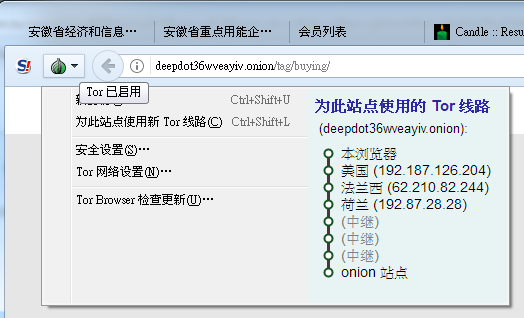 安徽省经济和信息…
安徽省重点用能企…
会员列表
Candle :: Resu
deepdot36wveayiv.onion/tag/buying/
Tor 已启用
Ctrl+Shift+U
为此站点使用新 Tor 线路(C) Ctrl+Shift+L
安全设置(S)…
Tor 网络设置(N)…
Tor Browser 检查更新(U)…
为此站点使用的 Tor 线路
(deepdot36wveayiv.onion):
本浏览器
美国 (192.187.126.204)
法兰西 (62.210.82.244)
荷兰 (192.87.28.28)
(中继)
(中继)
(中继)
onion 站点